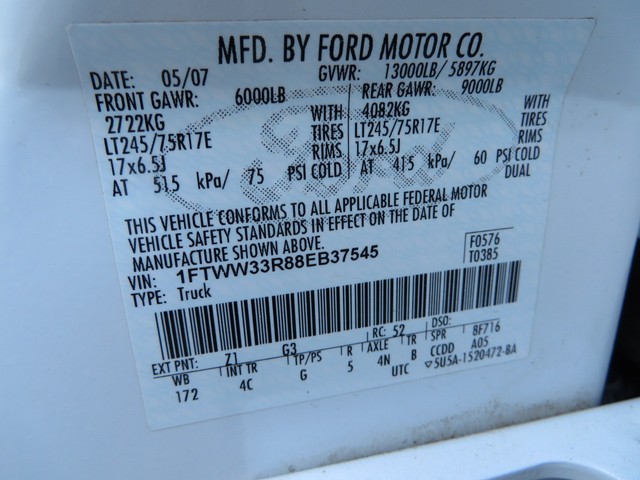 MFD. BY FORD MOTOR CO.
DATE: 05/07 GVWR: 13000LB/ 5897KG
FRONT GAWR: 6000LB REAR GAWR: 9000LB
2722KG WITH 4082KG WITH
LT245/75R17E TIRES LT245/75R17E TIRES
17x6.5J RIMS 17x6.5J RIMS
AT 515 kPa/ 75 PSI COLD AT 415 kPa/ 60 PSI COLD
DUAL
Ford
THIS VEHICLE CONFORMS TO ALL APPLICABLE FEDERAL MOTOR
VEHICLE SAFETY STANDARDS IN EFFECT ON THE DATE OF
MANUFACTURE SHOWN ABOVE.
VIN: 1FTWW33R88EB37545 F0576
TYPE: Truck T0385
EXT PNT: Z1 G3 RC: 52 DSO: 8F716
WB INT TR TP/PS R AXLE TR SPR A05
172 4C G 5 4N B CCDD
UTC ▽5U5A-1520472-BA